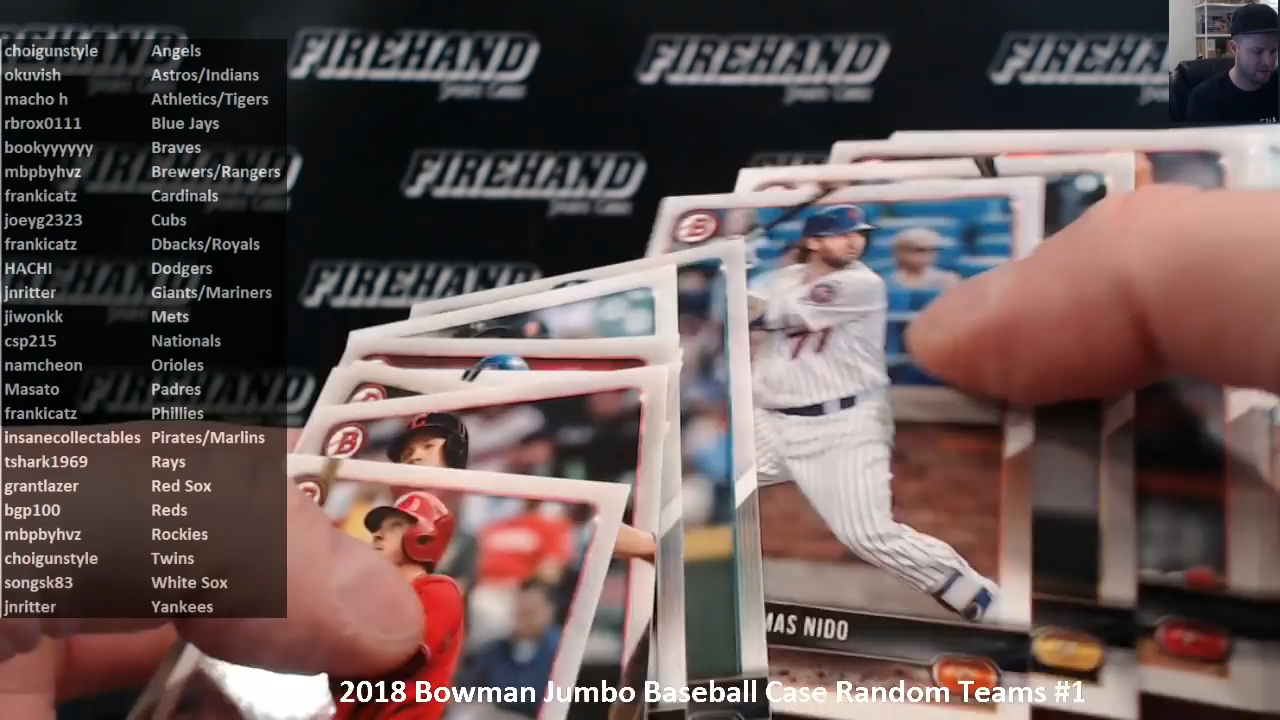 FIREHAND FIREHAND FIREHAND
FIREHAND FIREHAND
FIREHAND
choigunstyle Angels
okuvish Astros/Indians
macho h Athletics/Tigers
rbrox0111 Blue Jays
bookyyyyyy Braves
mbpbyhvz Brewers/Rangers
frankicatz Cardinals
joeyg2323 Cubs
frankicatz Dbacks/Royals
HACHI Dodgers
jnritter Giants/Mariners
jiwonkk Mets
csp215 Nationals
namcheon Orioles
Masato Padres
frankicatz Phillies
insanecollectables Pirates/Marlins
tshark1969 Rays
grantlazer Red Sox
bgp100 Reds
mbpbyhvz Rockies
choigunstyle Twins
songsk83 White Sox
jnritter Yankees
B
77
MAS NIDO
B
2018 Bowman Jumbo Baseball Case Random Teams #1